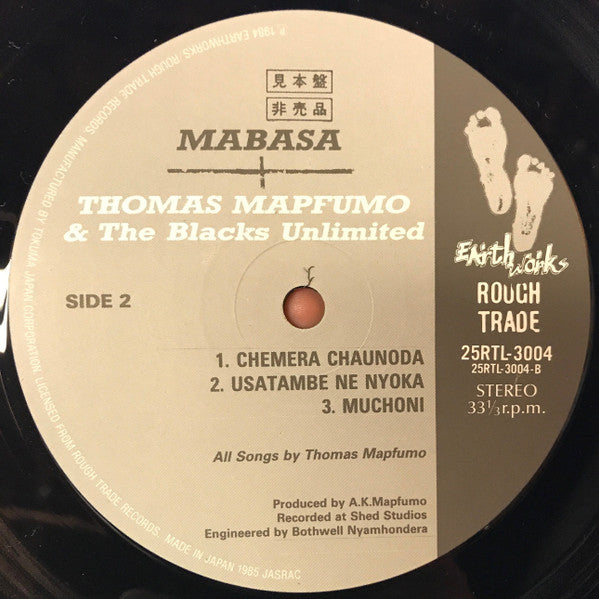 見本盤
非売品
MABASA
THOMAS MAPFUMO
& The Blacks Unlimited
SIDE 2
1. CHEMERA CHAUNODA
2. USATAMBE NE NYOKA
3. MUCHONI
All Songs by Thomas Mapfumo
Produced by A.K.Mapfumo
Recorded at Shed Studios
Engineered by Bothwell Nyamhondera
Earthworks
ROUGH
TRADE
25RTL-3004
25RTL-3004-B
STEREO
33⅓r.p.m.
℗ 1984 EARTHWORKS/ROUGH TRADE RECORDS. MANUFACTURED BY TOKUMA JAPAN CORPORATION. LICENSED FROM ROUGH TRADE RECORDS. MADE IN JAPAN 1985 JASRAC